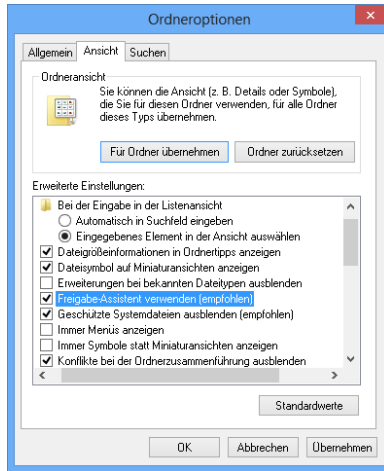 Ordneroptionen
Allgemein Ansicht Suchen
Ordneransicht
Sie können die Ansicht (z. B. Details oder Symbole),
die Sie für diesen Ordner verwenden, für alle Ordner
dieses Typs übernehmen.
Für Ordner übernehmen Ordner zurücksetzen
Erweiterte Einstellungen:
Bei der Eingabe in der Listenansicht
Automatisch in Suchfeld eingeben
Eingegebenes Element in der Ansicht auswählen
Dateigrößeinformationen in Ordnertipps anzeigen
Dateisymbol auf Miniaturansichten anzeigen
Erweiterungen bei bekannten Dateitypen ausblenden
Freigabe-Assistent verwenden (empfohlen)
Geschützte Systemdateien ausblenden (empfohlen)
Immer Menüs anzeigen
Immer Symbole statt Miniaturansichten anzeigen
Konflikte bei der Ordnerzusammenführung ausblenden
Standardwerte
OK Abbrechen Übernehmen